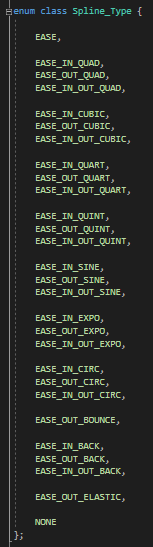 enum class Spline_Type {
EASE,
EASE_IN_QUAD,
EASE_OUT_QUAD,
EASE_IN_OUT_QUAD,
EASE_IN_CUBIC,
EASE_OUT_CUBIC,
EASE_IN_OUT_CUBIC,
EASE_IN_QUART,
EASE_OUT_QUART,
EASE_IN_OUT_QUART,
EASE_IN_QUINT,
EASE_OUT_QUINT,
EASE_IN_OUT_QUINT,
EASE_IN_SINE,
EASE_OUT_SINE,
EASE_IN_OUT_SINE,
EASE_IN_EXPO,
EASE_OUT_EXPO,
EASE_IN_OUT_EXPO,
EASE_IN_CIRC,
EASE_OUT_CIRC,
EASE_IN_OUT_CIRC,
EASE_OUT_BOUNCE,
EASE_IN_BACK,
EASE_OUT_BACK,
EASE_IN_OUT_BACK,
EASE_OUT_ELASTIC,
NONE
};